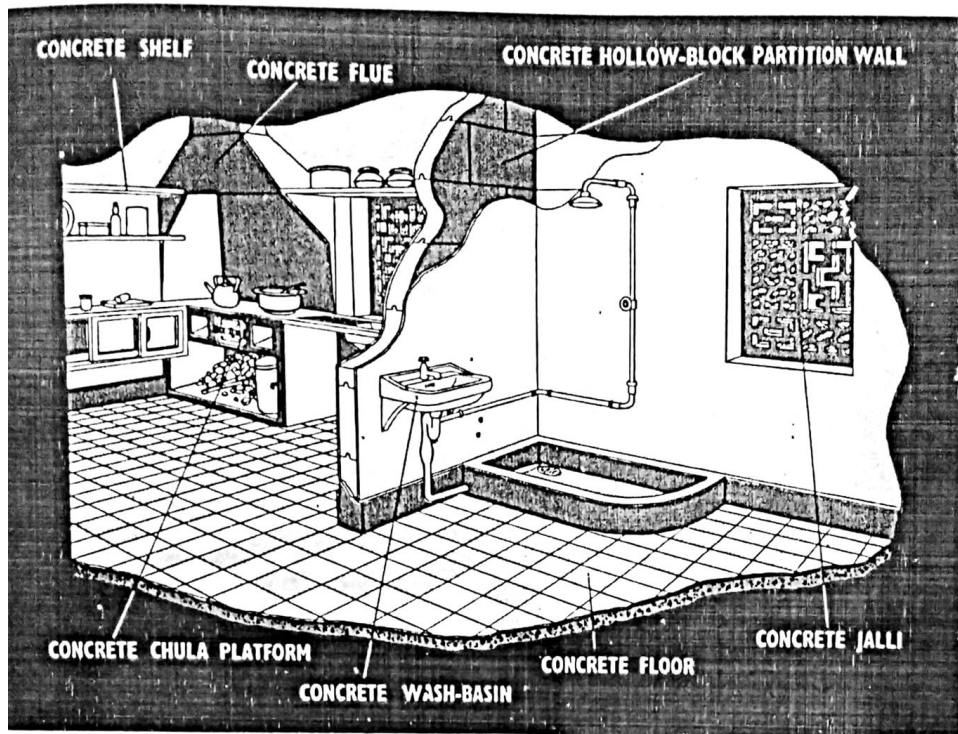 CONCRETE SHELF
CONCRETE FLUE
CONCRETE HOLLOW-BLOCK PARTITION WALL
CONCRETE CHULA PLATFORM
CONCRETE WASH-BASIN
CONCRETE FLOOR
CONCRETE JALLI